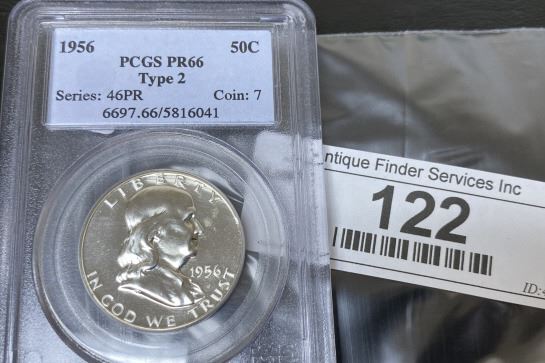 1956 50C
PCGS PR66
Type 2
Series: 46PR Coin: 7
6697.66/5816041
LIBERTY
1956
IN GOD WE TRUST
ntique Finder Services Inc
122
ID: